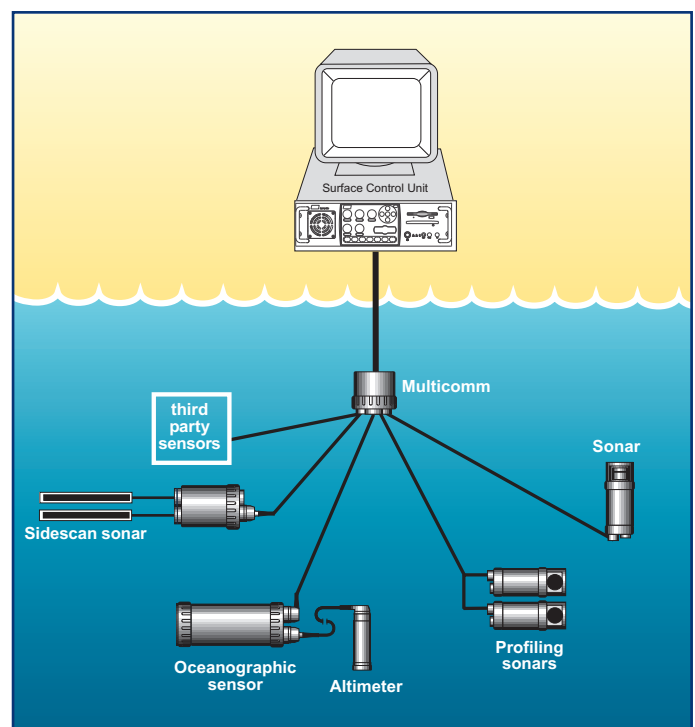 Surface Control Unit
Multicomm
third
party
sensors
Sonar
Sidescan sonar
Profiling
sonars
Oceanographic
sensor
Altimeter